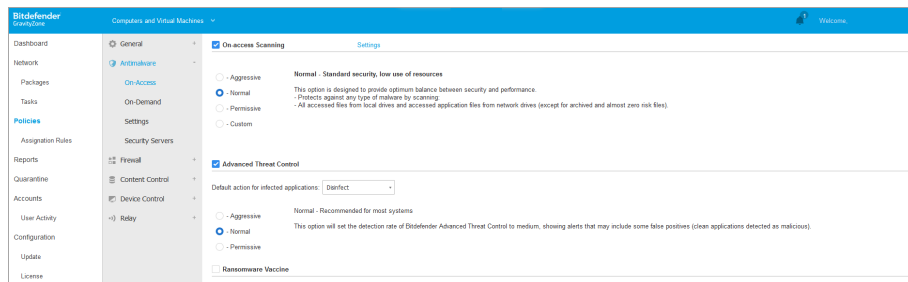 Bitdefender
GravityZone
Computers and Virtual Machines
Welcome,
Dashboard
Network
Packages
Tasks
Policies
Assignation Rules
Reports
Quarantine
Accounts
User Activity
Configuration
Update
License
General +
Antimalware -
On-Access
On-Demand
Settings
Security Servers
Firewall +
Content Control +
Device Control +
Relay +
On-access Scanning Settings
- Aggressive
- Normal
- Permissive
- Custom
Normal - Standard security, low use of resources
This option is designed to provide optimum balance between security and performance.
- Protects against any type of malware by scanning:
- All accessed files from local drives and accessed application files from network drives (except for archived and almost zero risk files).
Advanced Threat Control
Default action for infected applications: Disinfect
- Aggressive
- Normal
- Permissive
Normal - Recommended for most systems
This option will set the detection rate of Bitdefender Advanced Threat Control to medium, showing alerts that may include some false positives (clean applications detected as malicious).
Ransomware Vaccine